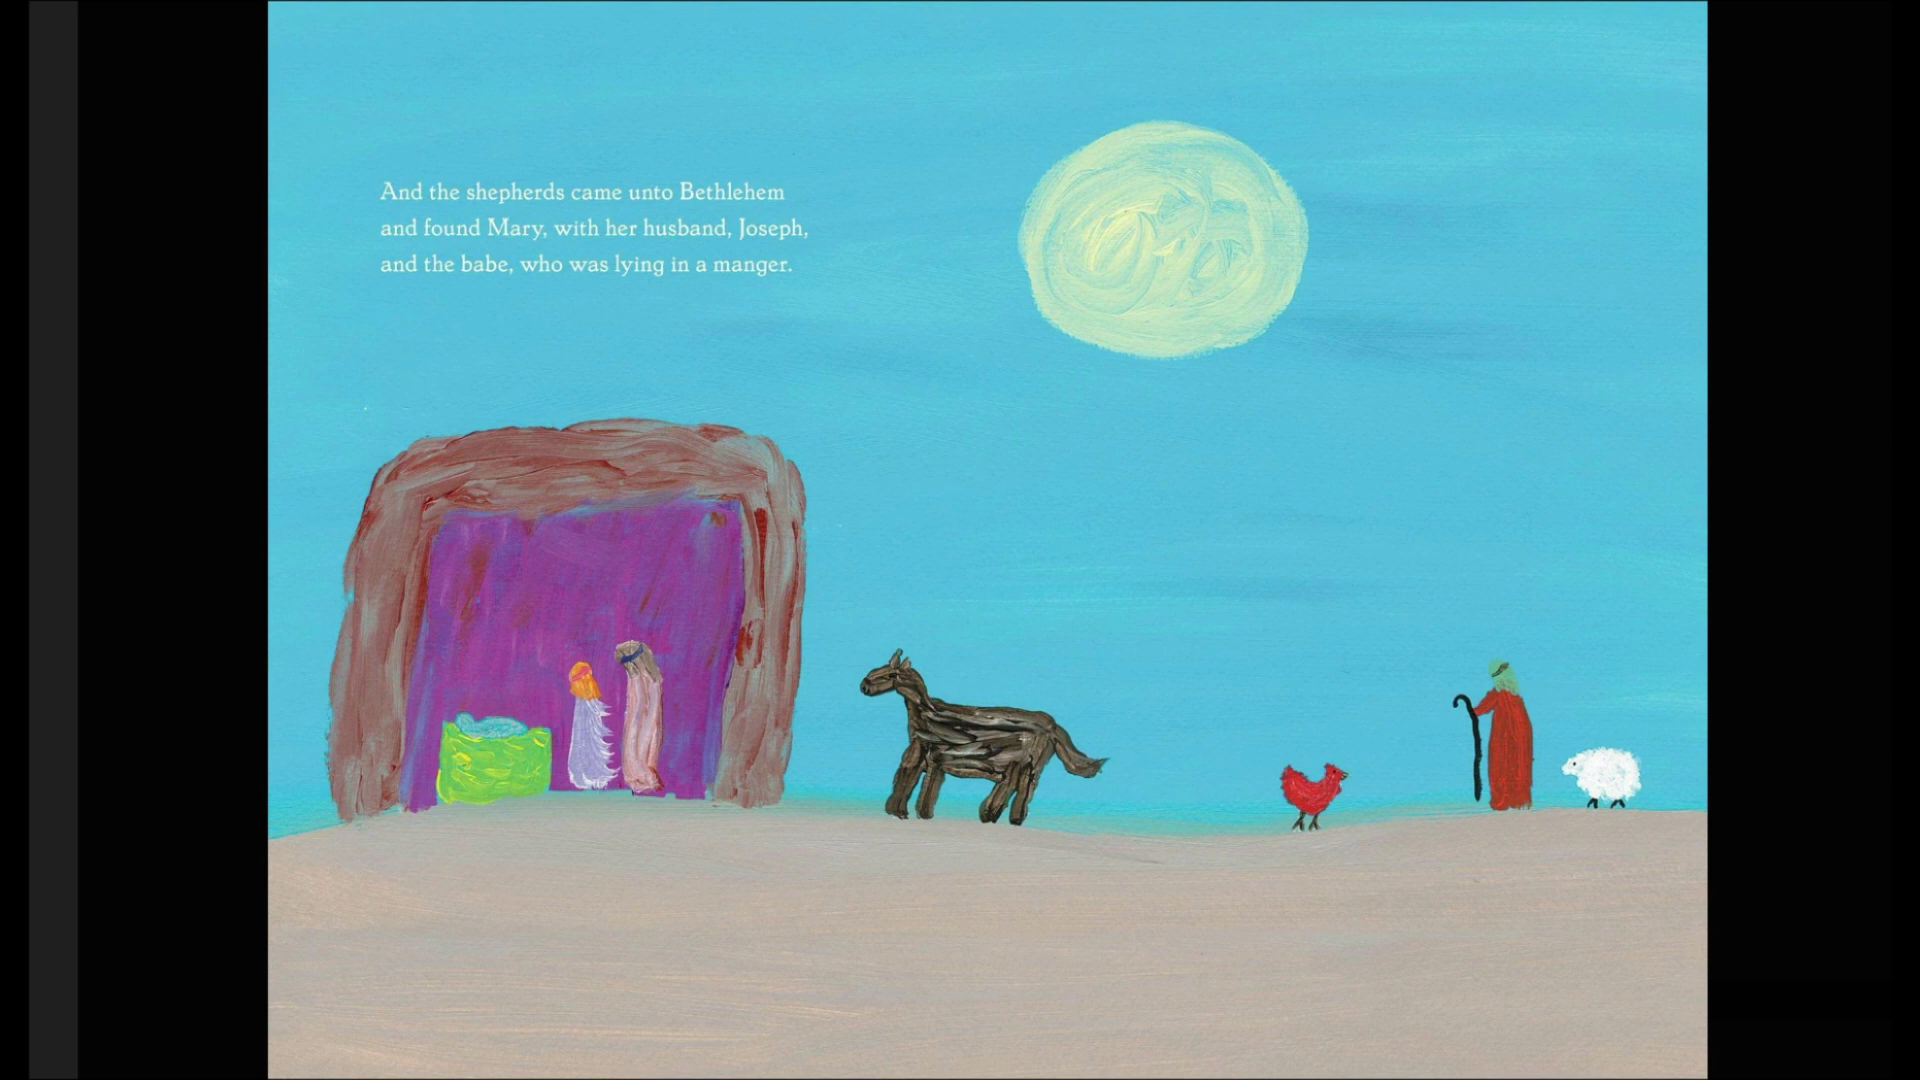 And the shepherds came unto Bethlehem
and found Mary, with her husband, Joseph,
and the babe, who was lying in a manger.